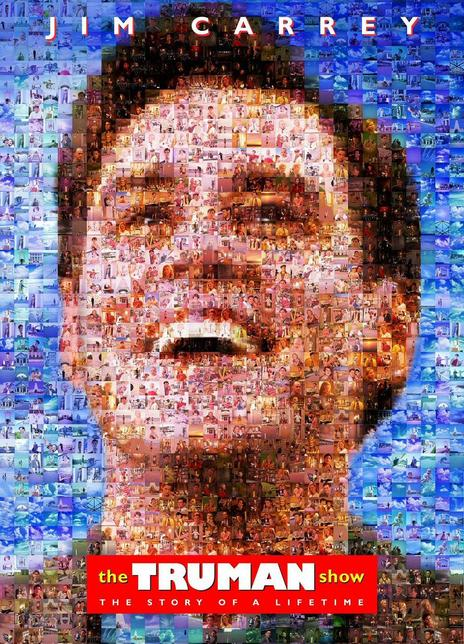 JIM CARREY
the TRUMAN show
THE STORY OF A LIFETIME